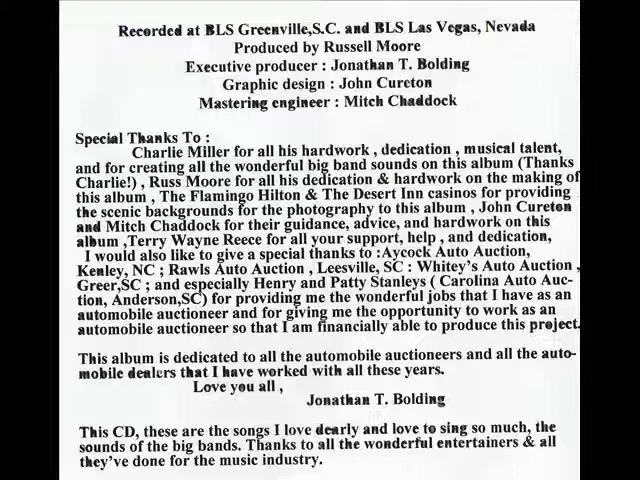 Recorded at BLS Greenville,S.C. and BLS Las Vegas, Nevada
Produced by Russell Moore
Executive producer : Jonathan T. Bolding
Graphic design : John Cureton
Mastering engineer : Mitch Chaddock
Special Thanks To :
Charlie Miller for all his hardwork , dedication , musical talent,
and for creating all the wonderful big band sounds on this album (Thanks
Charlie!) , Russ Moore for all his dedication & hardwork on the making of
this album , The Flamingo Hilton & The Desert Inn casinos for providing
the scenic backgrounds for the photography to this album , John Cureton
and Mitch Chaddock for their guidance, advice, and hardwork on this
album ,Terry Wayne Reece for all your support, help , and dedication,
I would also like to give a special thanks to :Aycock Auto Auction,
Kenley, NC ; Rawls Auto Auction , Leesville, SC : Whitey's Auto Auction ,
Greer,SC ; and especially Henry and Patty Stanleys ( Carolina Auto Auc-
tion, Anderson,SC) for providing me the wonderful jobs that I have as an
automobile auctioneer and for giving me the opportunity to work as an
automobile auctioneer so that I am financially able to produce this project.
This album is dedicated to all the automobile auctioneers and all the auto-
mobile dealers that I have worked with all these years.
Love you all ,
Jonathan T. Bolding
This CD, these are the songs I love dearly and love to sing so much, the
sounds of the big bands. Thanks to all the wonderful entertainers & all
they've done for the music industry.